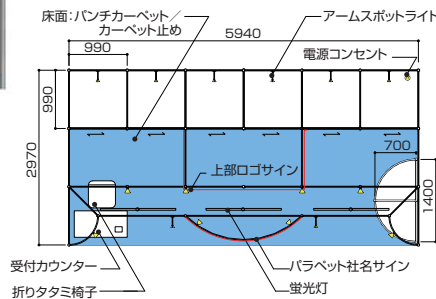 床面：パンチカーペット／
カーペット止め
アームスポットライト
5940
990
電源コンセント
990
2970
700
1400
上部ロゴサイン
受付カウンター
パラペット社名サイン
折りタタミ椅子
蛍光灯